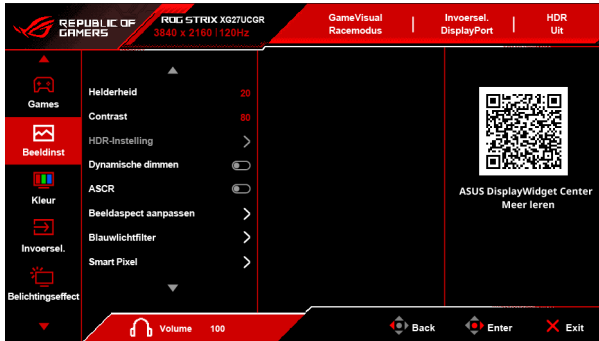 REPUBLIC OF
GAMERS
ROG STRIX XG27UCGR
3840 x 2160 | 120Hz
GameVisual
Racemodus
Invoersel.
DisplayPort
HDR
Uit
Games
Beeldinst
Kleur
Invoersel.
Belichtingseffect
Helderheid 20
Contrast 80
HDR-Instelling
Dynamische dimmen
ASCR
Beeldaspect aanpassen
Blauwlichtfilter
Smart Pixel
ASUS DisplayWidget Center
Meer leren
Volume 100
Back
Enter
Exit